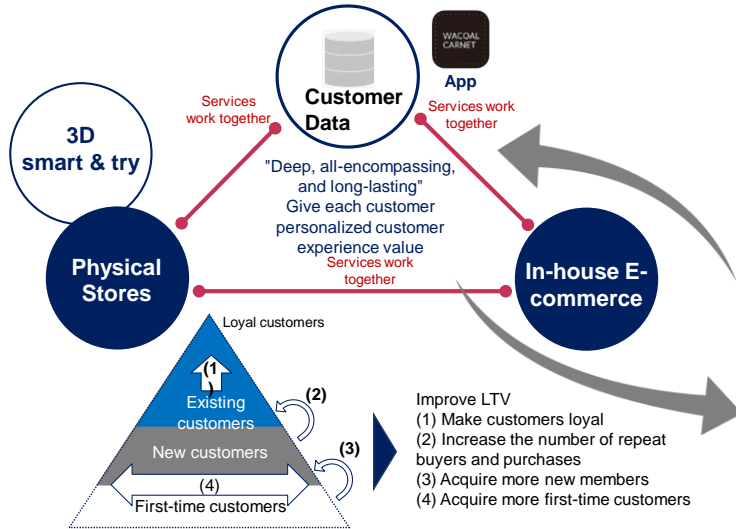 WACOAL
CARNET
App
Customer
Data
Services
work together
Services work
together
3D
smart & try
"Deep, all-encompassing,
and long-lasting"
Give each customer
personalized customer
experience value
Physical
Stores
Services work
together
In-house E-
commerce
Loyal customers
(1
)
Existing
customers
(2)
New customers
(3)
(4)
First-time customers
Improve LTV
(1) Make customers loyal
(2) Increase the number of repeat
buyers and purchases
(3) Acquire more new members
(4) Acquire more first-time customers